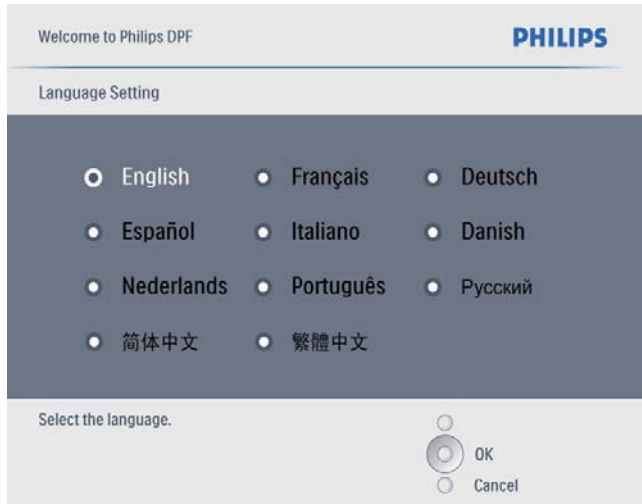 Welcome to Philips DPF
PHILIPS
Language Setting
English Français Deutsch
Español Italiano Danish
Nederlands Português Русский
简体中文 繁體中文
Select the language.
OK
Cancel